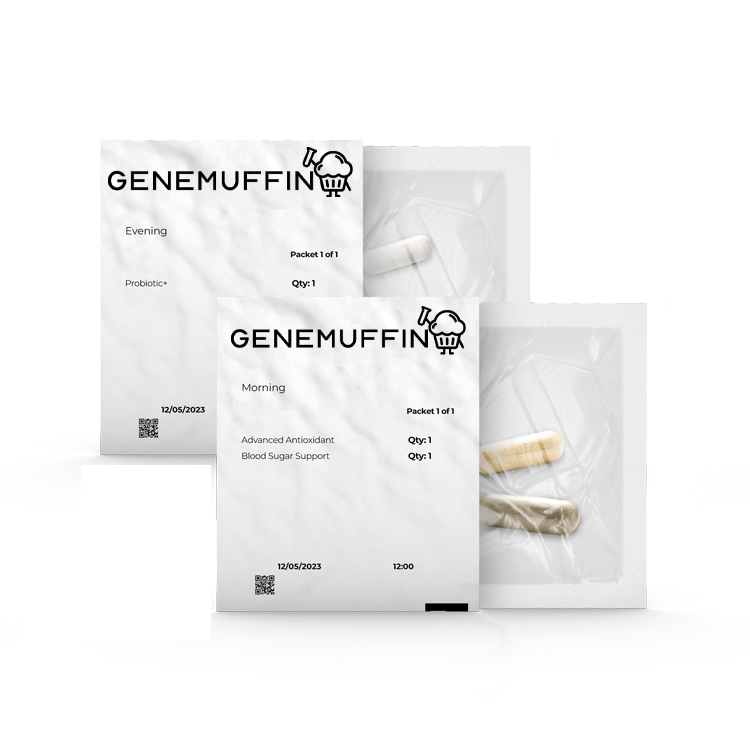 GENEMUFFIN
Evening
Packet 1 of 1
Probiotic+ Qty: 1
12/05/2023
GENEMUFFIN
Morning
Packet 1 of 1
Advanced Antioxidant Qty: 1
Blood Sugar Support Qty: 1
12/05/2023 12:00